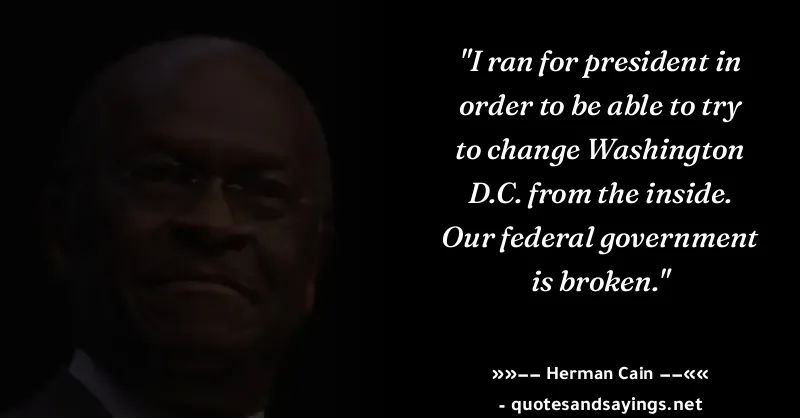 "I ran for president in
order to be able to try
to change Washington
D.C. from the inside.
Our federal government
is broken."
»»–– Herman Cain ––««
- quotesandsayings.net